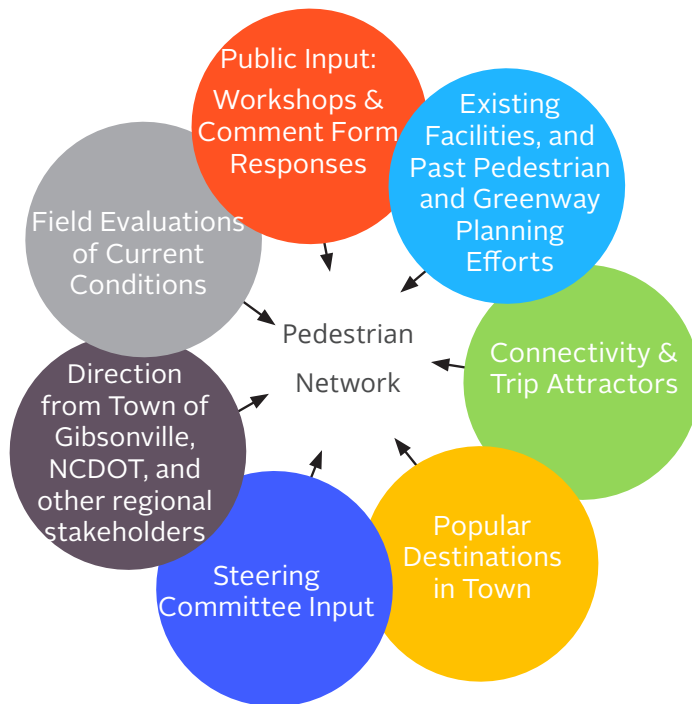 Public Input:
Workshops &
Comment Form
Responses
Existing
Facilities, and
Past Pedestrian
and Greenway
Planning
Efforts
Connectivity &
Trip Attractors
Popular
Destinations
in Town
Steering
Committee Input
Direction
from Town of
Gibsonville,
NCDOT, and
other regional
stakeholders
Field Evaluations
of Current
Conditions
Pedestrian
Network